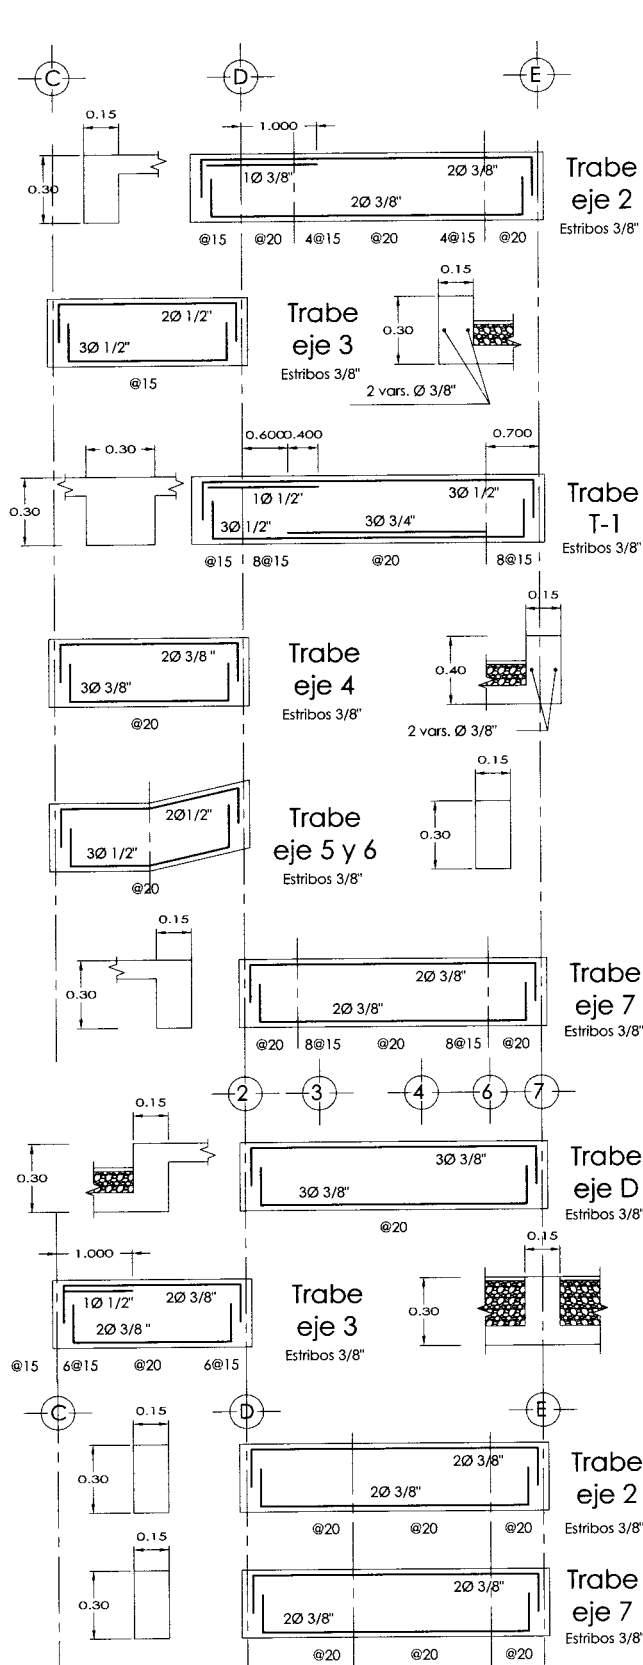 C D E
0.15
1.000
0.30
1Ø 3/8"
2Ø 3/8"
2Ø 3/8"
@15 @20 4@15 @20 4@15 @20
Trabe
eje 2
Estribos 3/8"
2Ø 1/2"
3Ø 1/2"
@15
Trabe
eje 3
Estribos 3/8"
0.15
0.30
2 vars. Ø 3/8"
0.30
0.30
0.600 0.400
0.700
1Ø 1/2"
3Ø 1/2"
3Ø 1/2"
3Ø 3/4"
@15 8@15 @20 8@15
Trabe
T-1
Estribos 3/8"
2Ø 3/8 "
3Ø 3/8"
@20
Trabe
eje 4
Estribos 3/8"
0.15
0.40
2 vars. Ø 3/8"
2Ø1/2"
3Ø 1/2"
@20
Trabe
eje 5 y 6
Estribos 3/8"
0.15
0.30
0.15
0.30
2Ø 3/8"
2Ø 3/8"
@20 8@15 @20 8@15 @20
Trabe
eje 7
Estribos 3/8"
2 3 4 6 7
0.15
0.30
3Ø 3/8"
3Ø 3/8"
@20
Trabe
eje D
Estribos 3/8"
1.000
1Ø 1/2"
2Ø 3/8"
2Ø 3/8 "
@15 6@15 @20 6@15
Trabe
eje 3
Estribos 3/8"
0.15
0.30
C D E
0.15
0.30
2Ø 3/8"
2Ø 3/8"
@20 @20 @20
Trabe
eje 2
Estribos 3/8"
0.15
0.30
2Ø 3/8"
2Ø 3/8"
@20 @20 @20
Trabe
eje 7
Estribos 3/8"